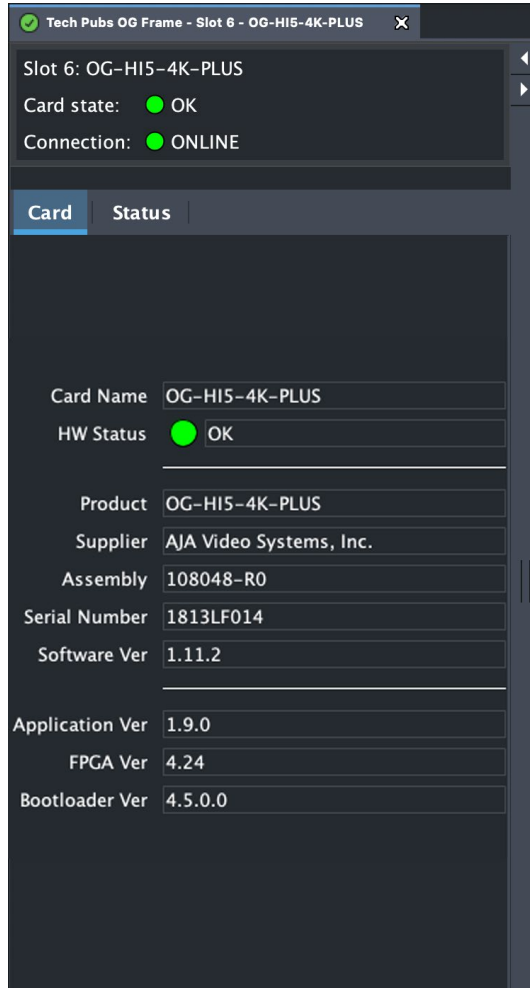 Tech Pubs OG Frame - Slot 6 - OG-HI5-4K-PLUS
Slot 6: OG-HI5-4K-PLUS
Card state: OK
Connection: ONLINE
Card Status
Card Name OG-HI5-4K-PLUS
HW Status OK
Product OG-HI5-4K-PLUS
Supplier AJA Video Systems, Inc.
Assembly 108048-R0
Serial Number 1813LF014
Software Ver 1.11.2
Application Ver 1.9.0
FPGA Ver 4.24
Bootloader Ver 4.5.0.0